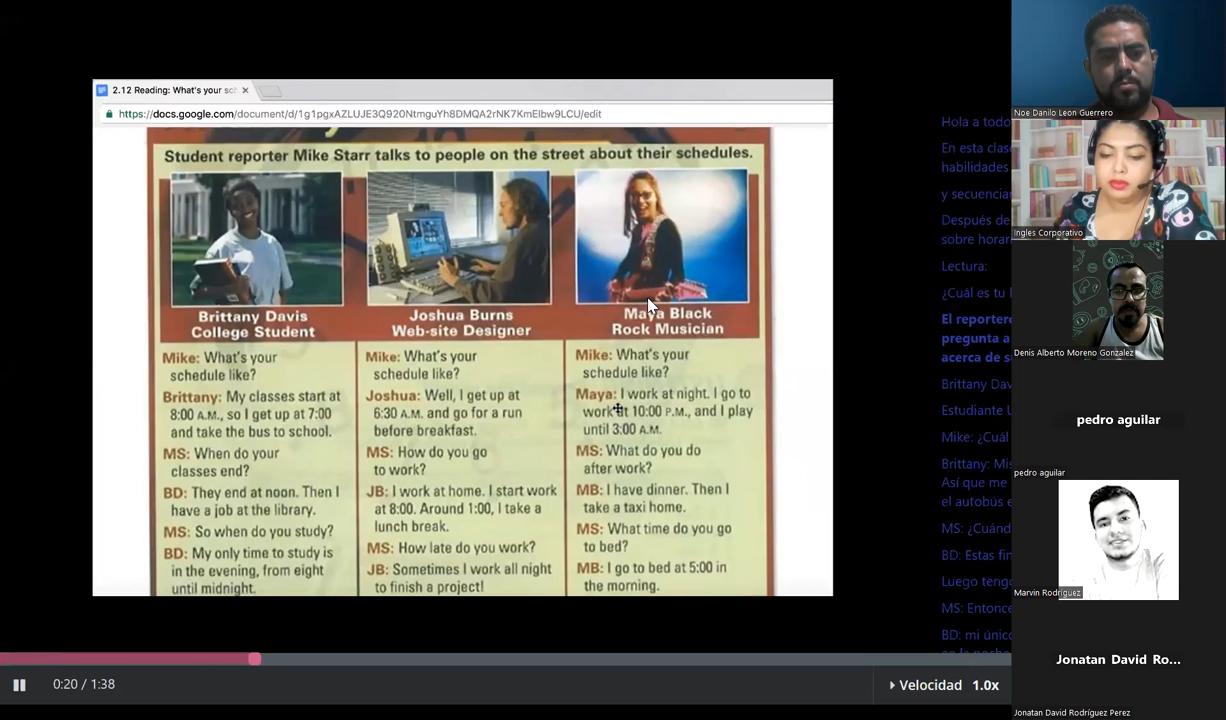 2.12 Reading: What's your sch
https://docs.google.com/document/d/1g1pgxAZLUJE3Q920NtmguYh8DMQA2rNK7KmElbw9LCU/edit
Student reporter Mike Starr talks to people on the street about their schedules.
Brittany Davis
College Student
Mike: What's your
schedule like?
Brittany: My classes start at
8:00 A.M., so I get up at 7:00
and take the bus to school.
MS: When do your
classes end?
BD: They end at noon. Then I
have a job at the library.
MS: So when do you study?
BD: My only time to study is
in the evening, from eight
until midnight.
Joshua Burns
Web-site Designer
Mike: What's your
schedule like?
Joshua: Well, I get up at
6:30 A.M. and go for a run
before breakfast.
MS: How do you go
to work?
JB: I work at home. I start work
at 8:00. Around 1:00, I take a
lunch break.
MS: How late do you work?
JB: Sometimes I work all night
to finish a project!
Maya Black
Rock Musician
Mike: What's your
schedule like?
Maya: I work at night. I go to
work at 10:00 P.M., and I play
until 3:00 A.M.
MS: What do you do
after work?
MB: I have dinner. Then I
take a taxi home.
MS: What time do you go
to bed?
MB: I go to bed at 5:00 in
the morning.
Hola a todo
En esta clas
habilidades
y secuencia
Después de
sobre horar
Lectura:
¿Cuál es tu
El reporter
pregunta a
acerca de s
Brittany Dav
Estudiante U
Mike: ¿Cuál
Brittany: Mis
Así que me
el autobús e
MS: ¿Cuánd
BD: Estas fin
Luego teng
MS: Entonce
BD: mi únic
0:20 / 1:38
Velocidad 1.0x
Noe Danilo Leon Guerrero
Ingles Corporativo
Denis Alberto Moreno Gonzalez
pedro aguilar
pedro aguilar
Marvin Rodriguez
Jonatan David Ro...
Jonatan David Rodríguez Perez